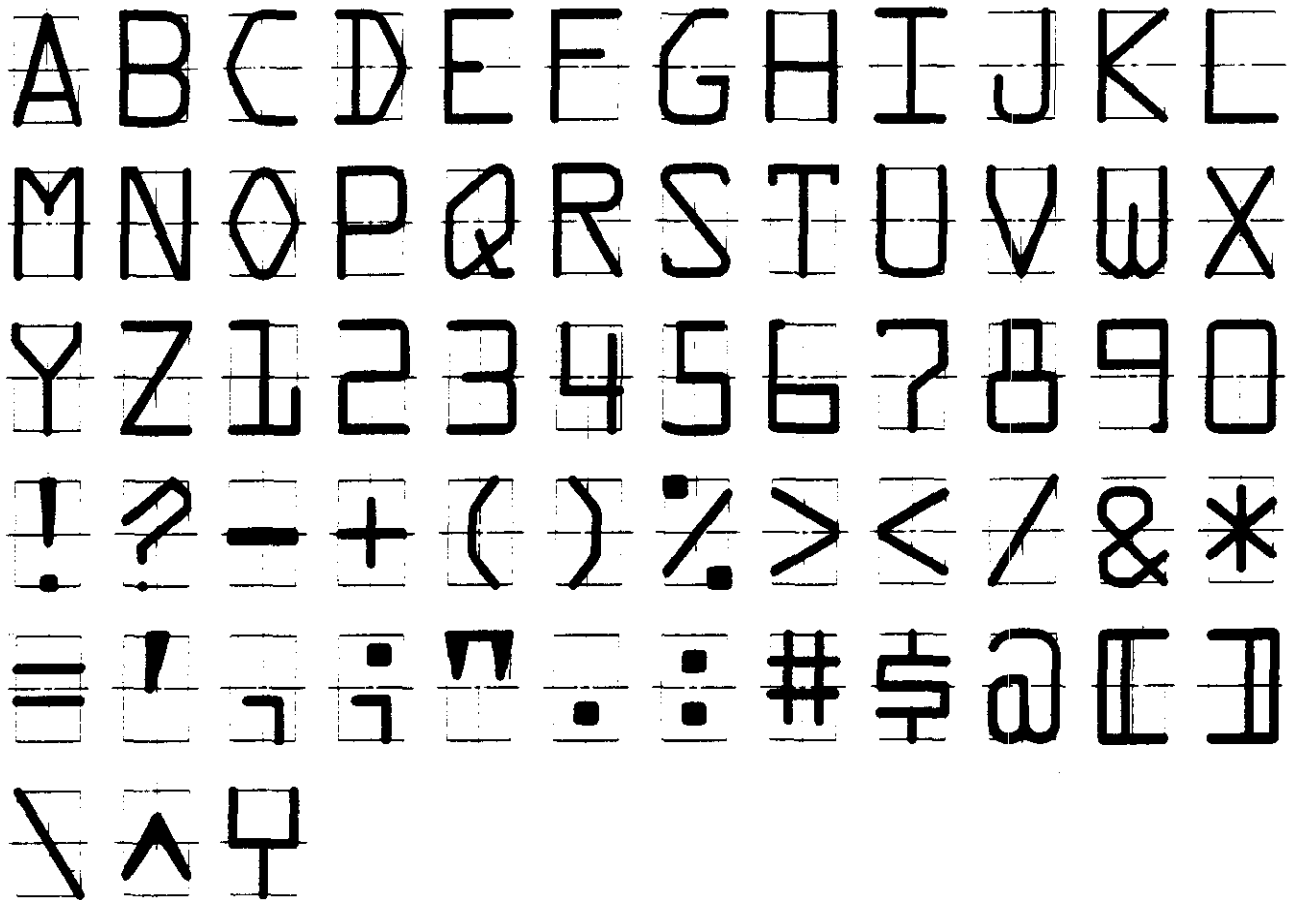 A B C D E F G H I J K L
M N O P Q R S T U V W X
Y Z 1 2 3 4 5 6 7 8 9 0
! ? - + ( ) % > < / & *
= ' , ; " . : # $ @ [ ]
\ ^